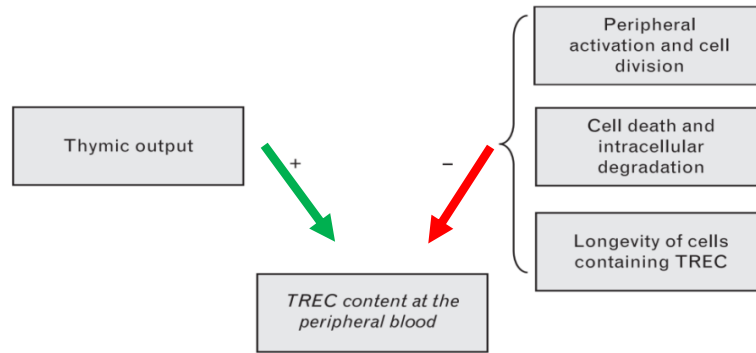 Peripheral
activation and cell
division
Thymic output
+
–
Cell death and
intracellular
degradation
Longevity of cells
containing TREC
TREC content at the
peripheral blood